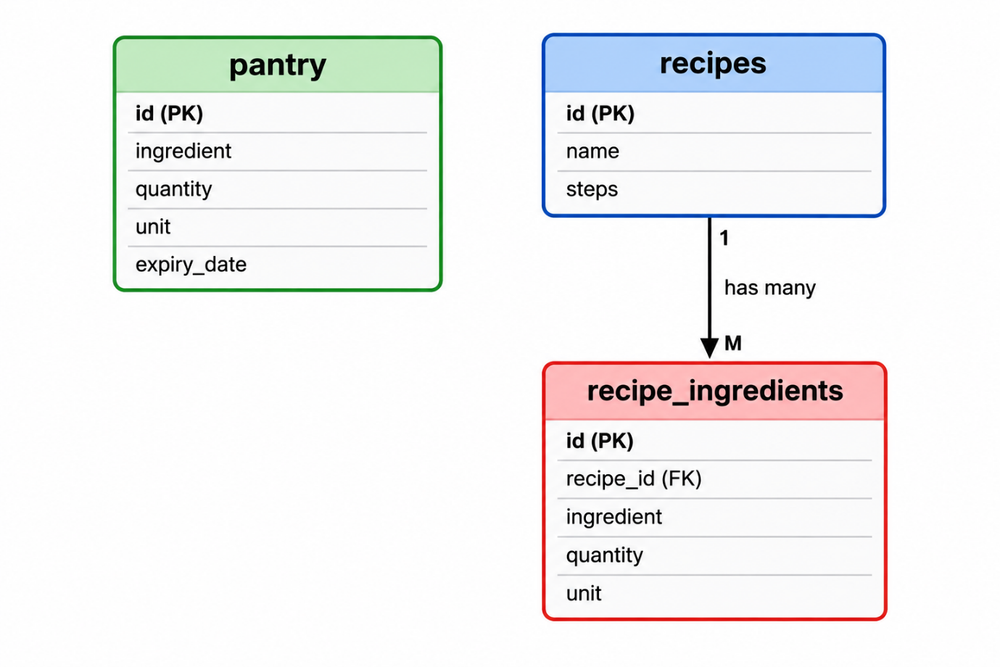 pantry
id (PK)
ingredient
quantity
unit
expiry_date
recipes
id (PK)
name
steps
1
has many
M
recipe_ingredients
id (PK)
recipe_id (FK)
ingredient
quantity
unit